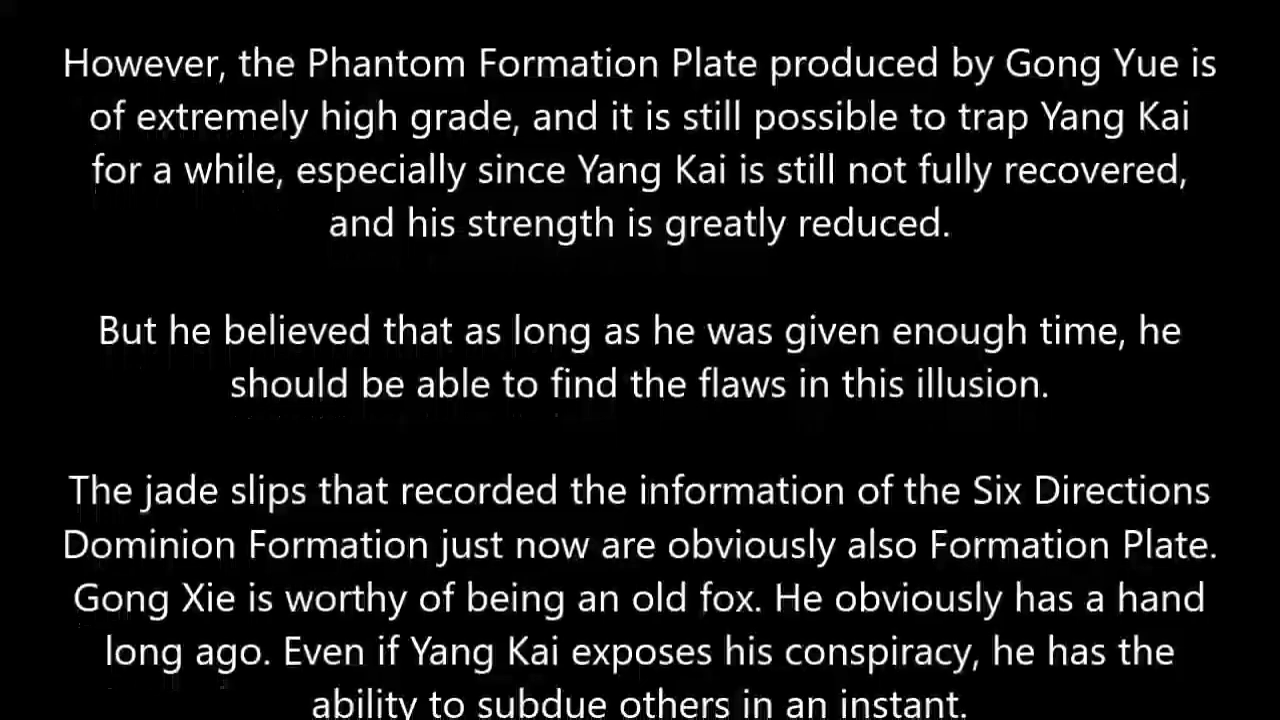 However, the Phantom Formation Plate produced by Gong Yue is
of extremely high grade, and it is still possible to trap Yang Kai
for a while, especially since Yang Kai is still not fully recovered,
and his strength is greatly reduced.
But he believed that as long as he was given enough time, he
should be able to find the flaws in this illusion.
The jade slips that recorded the information of the Six Directions
Dominion Formation just now are obviously also Formation Plate.
Gong Xie is worthy of being an old fox. He obviously has a hand
long ago. Even if Yang Kai exposes his conspiracy, he has the
ability to subdue others in an instant.